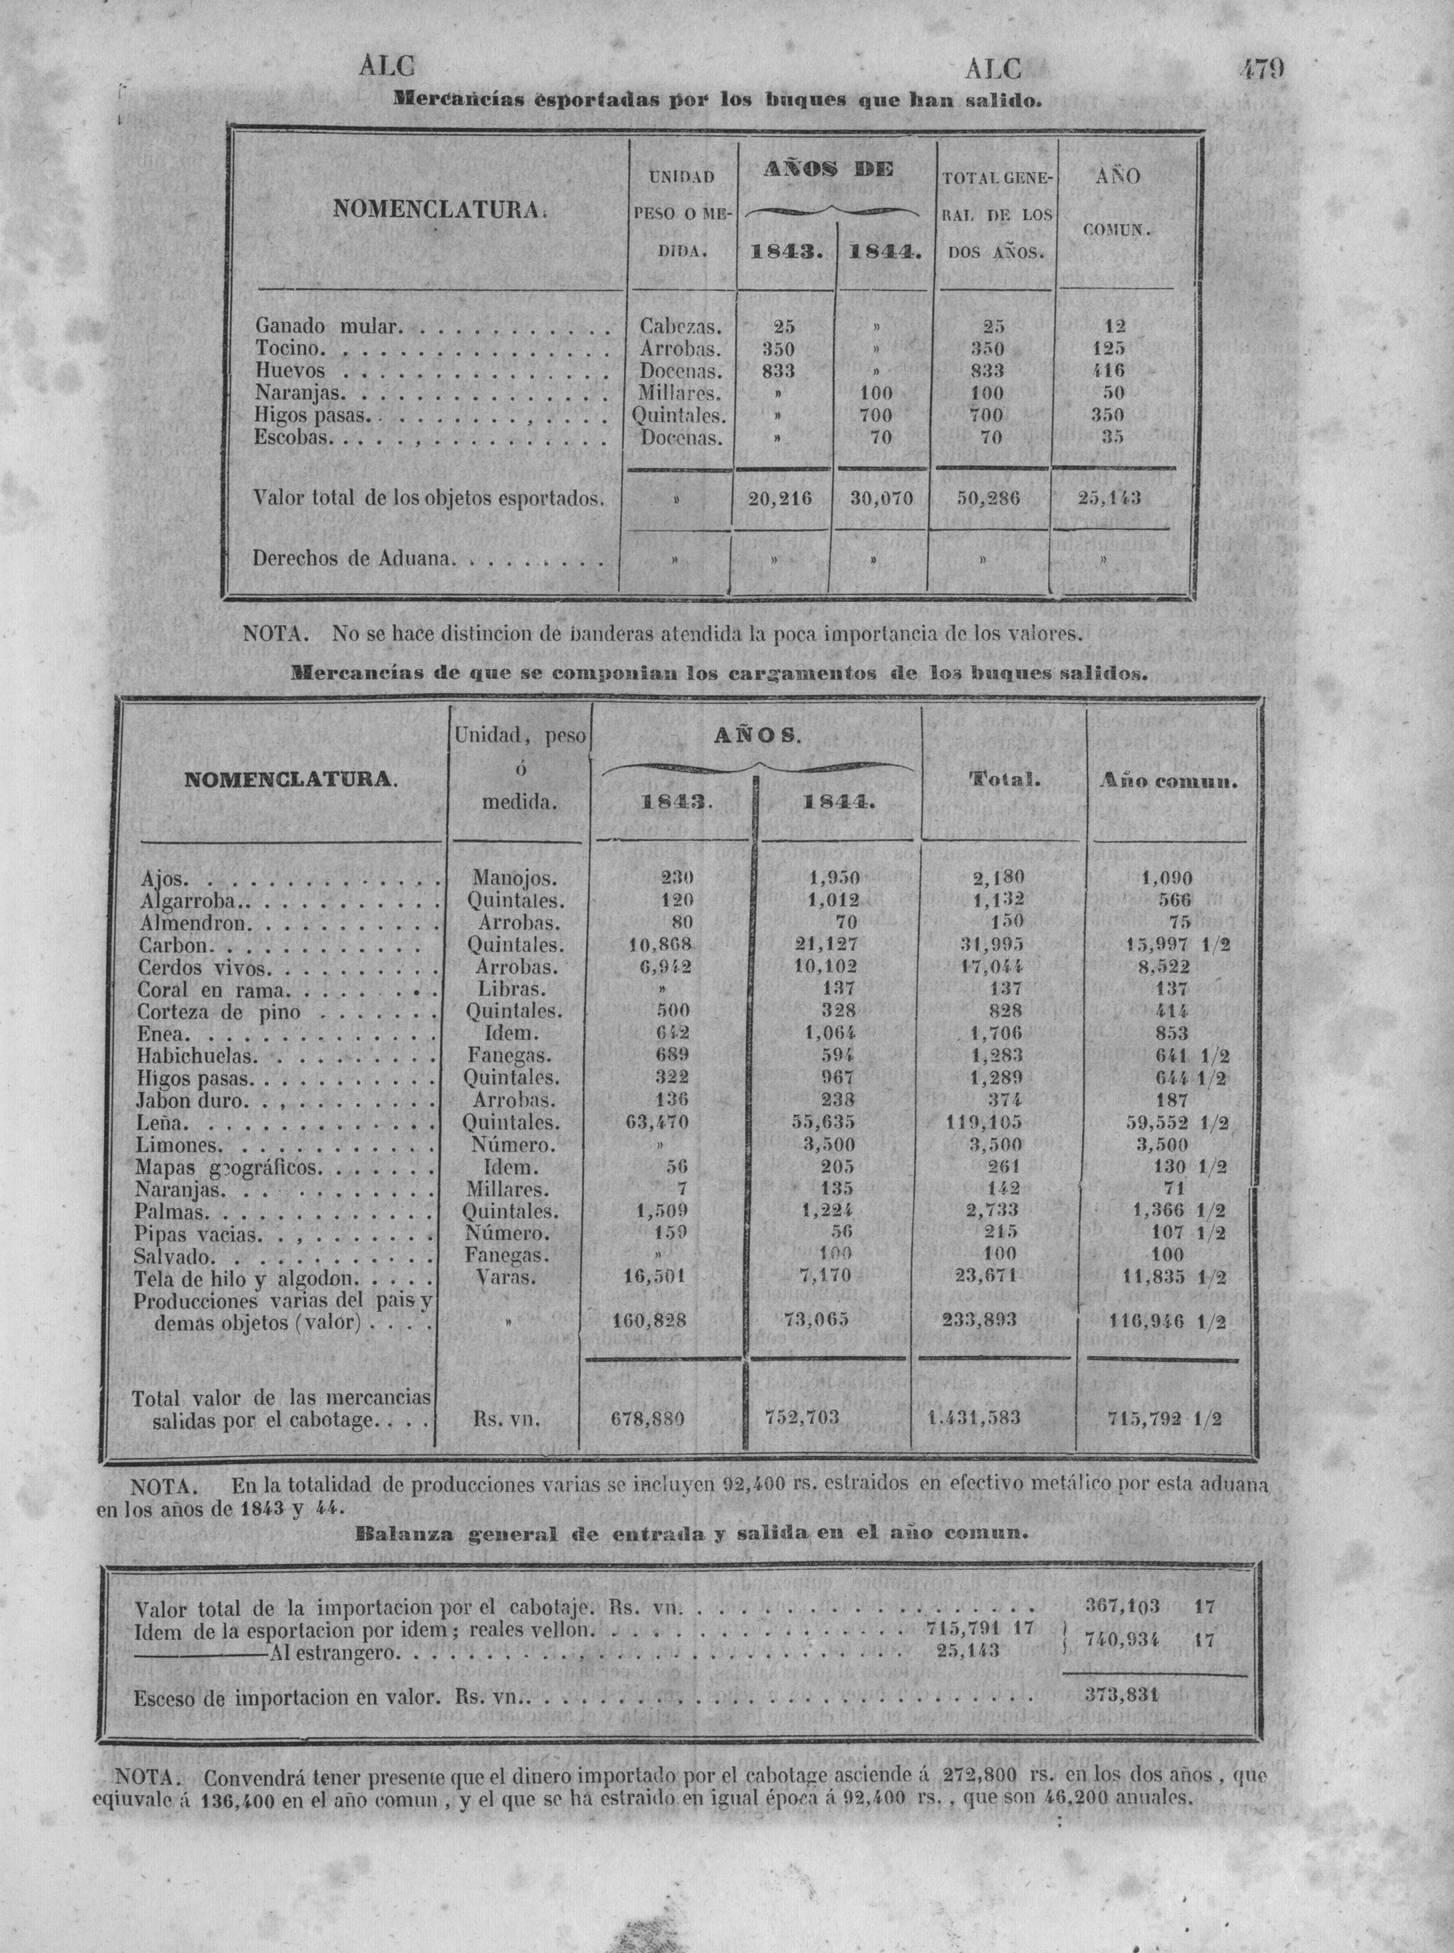 ALC ALC 479
Mercancías esportadas por los buques que han salido.
NOMENCLATURA. UNIDAD PESO O MEDIDA. AÑOS DE 1843. 1844. TOTAL GENERAL DE LOS DOS AÑOS. AÑO COMUN.
Ganado mular. Cabezas. 25 » 25 12
Tocino. Arrobas. 350 » 350 125
Huevos Docenas. 833 » 833 416
Naranjas. Millares. » 100 100 50
Higos pasas. Quintales. » 700 700 350
Escobas. Docenas. » 70 70 35
Valor total de los objetos esportados. » 20,216 30,070 50,286 25,143
Derechos de Aduana. » » » » »
NOTA. No se hace distincion de banderas atendida la poca importancia de los valores.
Mercancías de que se componian los cargamentos de los buques salidos.
NOMENCLATURA. Unidad, peso ó medida. AÑOS. 1843. 1844. Total. Año comun.
Ajos. Manojos. 230 1,950 2,180 1,090
Algarroba. Quintales. 120 1,012 1,132 566
Almendron. Arrobas. 80 70 150 75
Carbon. Quintales. 10,868 21,127 31,995 15,997 1/2
Cerdos vivos. Arrobas. 6,942 10,102 17,044 8,522
Coral en rama. Libras. » 137 137 137
Corteza de pino Quintales. 500 328 828 414
Enea. Idem. 642 1,064 1,706 853
Habichuelas. Fanegas. 689 594 1,283 641 1/2
Higos pasas. Quintales. 322 967 1,289 644 1/2
Jabon duro. Arrobas. 136 238 374 187
Leña. Quintales. 63,470 55,635 119,105 59,552 1/2
Limones. Número. » 3,500 3,500 3,500
Mapas geográficos. Idem. 56 205 261 130 1/2
Naranjas. Millares. 7 135 142 71
Palmas. Quintales. 1,509 1,224 2,733 1,366 1/2
Pipas vacias. Número. 159 56 215 107 1/2
Salvado. Fanegas. » 100 100 100
Tela de hilo y algodon. Varas. 16,501 7,170 23,671 11,835 1/2
Producciones varias del pais y
demas objetos (valor) » 160,828 73,065 233,893 116,946 1/2
Total valor de las mercancias
salidas por el cabotage. Rs. vn. 678,880 752,703 1.431,583 715,792 1/2
NOTA. En la totalidad de producciones varias se incluyen 92,400 rs. estraidos en efectivo metálico por esta aduana
en los años de 1843 y 44.
Balanza general de entrada y salida en el año comun.
Valor total de la importacion por el cabotaje. Rs. vn. 367,103 17
Idem de la esportacion por idem; reales vellon. 715,791 17 } 740,934 17
Al estrangero. 25,143
Esceso de importacion en valor. Rs. vn. 373,831
NOTA. Convendrá tener presente que el dinero importado por el cabotage asciende á 272,800 rs. en los dos años, que
eqiuvale á 136,400 en el año comun, y el que se ha estraido en igual época á 92,400 rs., que son 46,200 anuales.